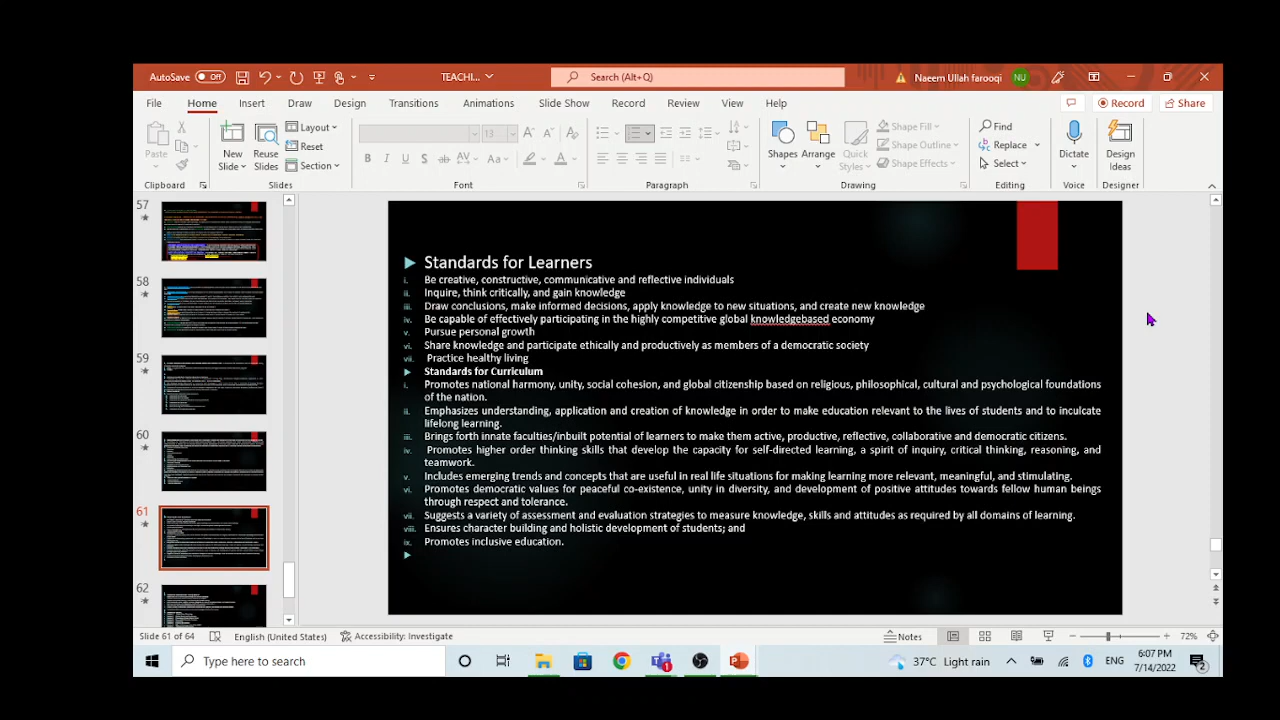 AutoSave Off TEACHI... Search (Alt+Q) Naeem Ullah farooqi NU
File Home Insert Draw Design Transitions Animations Slide Show Record Review View Help Record Share
Paste New Slide Reuse Slides Layout Reset Section 13 Shapes Arrange Quick Styles Shape Fill Shape Outline Shape Effects Find Replace Select Dictate Design Ideas
Clipboard Slides Font Paragraph Drawing Editing Voice Designer
57
58
59
60
61
62
Standards for Learners
i. Be creative, constructive, communicative and reflective individuals
ii. Inquire, think critically, and gain knowledge
iii. Draw conclusions make informed decisions, apply knowledge to new situations, and create new knowledge
iv. Be capable of effectively participating in the highly competitive global knowledgebased economy
v. Pursue personal growth
vi. Share knowledge and participate ethically and productively as members of a democratic society
vii. Practice healthy living
Standards for Curriculum
i. Ensures harmony, unity, social cohesion, and global citizenship based on religious, philosophical, cultural and psychological foundations
of the nation.
ii. Emphasizes understanding, application and creation of knowledge in order to make education relevant to the lives of students and to inculcate
lifelong learning.
iii. Brings forth innate faculties/inbuilt potential of learners to make them active, productive, reflective, collaborative and democratic citizens.
iv. Promotes higher order thinking skills that develop the capacity for self-directed learning, a spirit of inquiry, critical thinking, reasoning, and
teamwork.
v. Includes emerging trends and concepts that are useful in real life situations for making learning more relevant, meaningful, and stimulating.
vi. Promotes democratic values for peaceful co-existence, unity in diversity, and development of positive attitudes towards fellow human beings
through respect and tolerance.
vii. Suggests a variety of assessment and evaluation strategies to measure knowledge, skills and attitudes as required by all domains of learning.
viii. Ensures character building and holistic development of students; and
ix. Promotes inclusive education.
Slide 61 of 64 English (United States) Accessibility: Investigate Notes 72%
Type here to search 1 37°C Light rain ENG 6:07 PM
7/14/2022 2